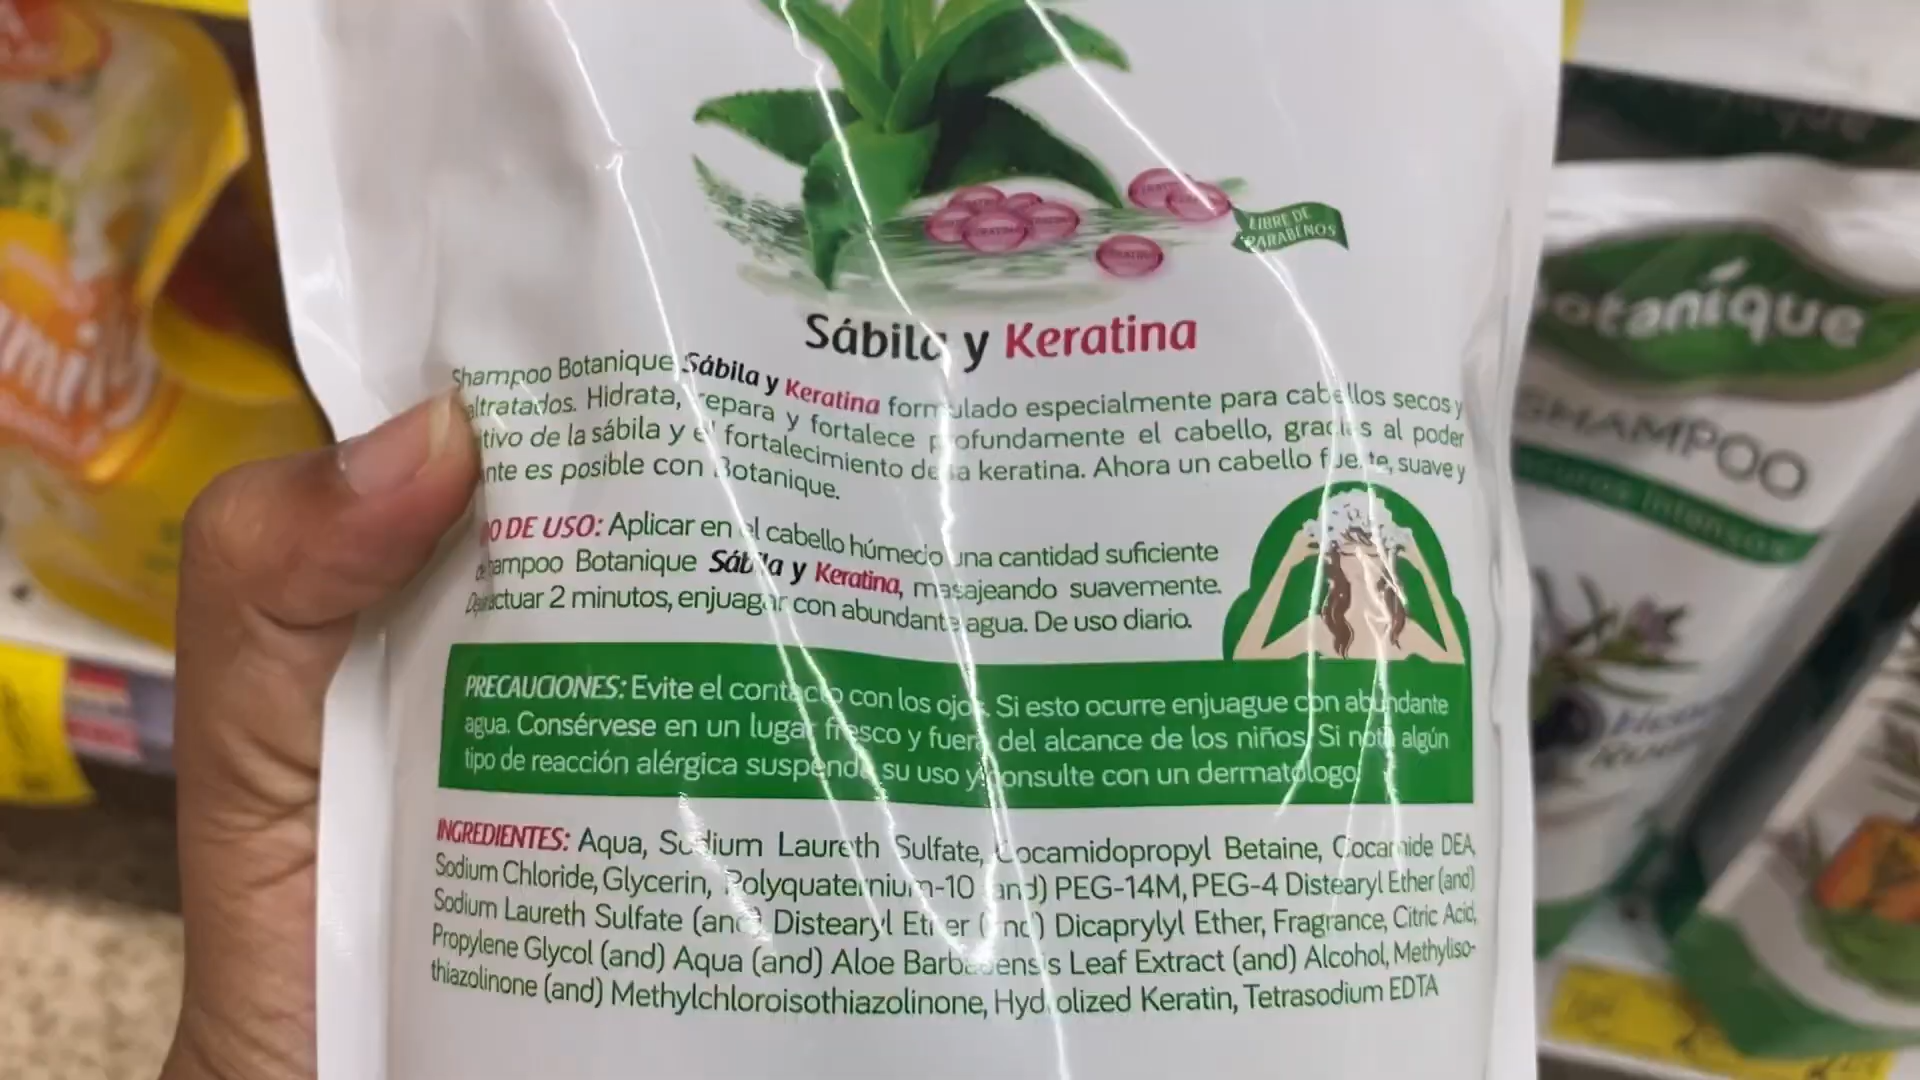 LIBRE DE
PARABENOS
Sábila y Keratina
Shampoo Botanique Sábila y Keratina formulado especialmente para cabellos secos y
altratados. Hidrata, repara y fortalece profundamente el cabello, gracias al poder
itivo de la sábila y el fortalecimiento de la keratina. Ahora un cabello fuerte, suave y
nte es posible con Botanique.
O DE USO: Aplicar en el cabello húmedo una cantidad suficiente
de shampoo Botanique Sábila y Keratina, masajeando suavemente.
Dejar actuar 2 minutos, enjuagar con abundante agua. De uso diario.
PRECAUCIONES: Evite el contacto con los ojos. Si esto ocurre enjuague con abundante
agua. Consérvese en un lugar fresco y fuera del alcance de los niños. Si nota algún
tipo de reacción alérgica suspenda su uso y consulte con un dermatólogo.
INGREDIENTES: Aqua, Sodium Laureth Sulfate, Cocamidopropyl Betaine, Cocamide DEA,
Sodium Chloride, Glycerin, Polyquaternium-10 (and) PEG-14M, PEG-4 Distearyl Ether (and)
Sodium Laureth Sulfate (and) Distearyl Ether (and) Dicaprylyl Ether, Fragrance, Citric Acid,
Propylene Glycol (and) Aqua (and) Aloe Barbadensis Leaf Extract (and) Alcohol, Methyliso-
thiazolinone (and) Methylchloroisothiazolinone, Hydrolized Keratin, Tetrasodium EDTA
botanique
SHAMPOO
Oscuros Intensos